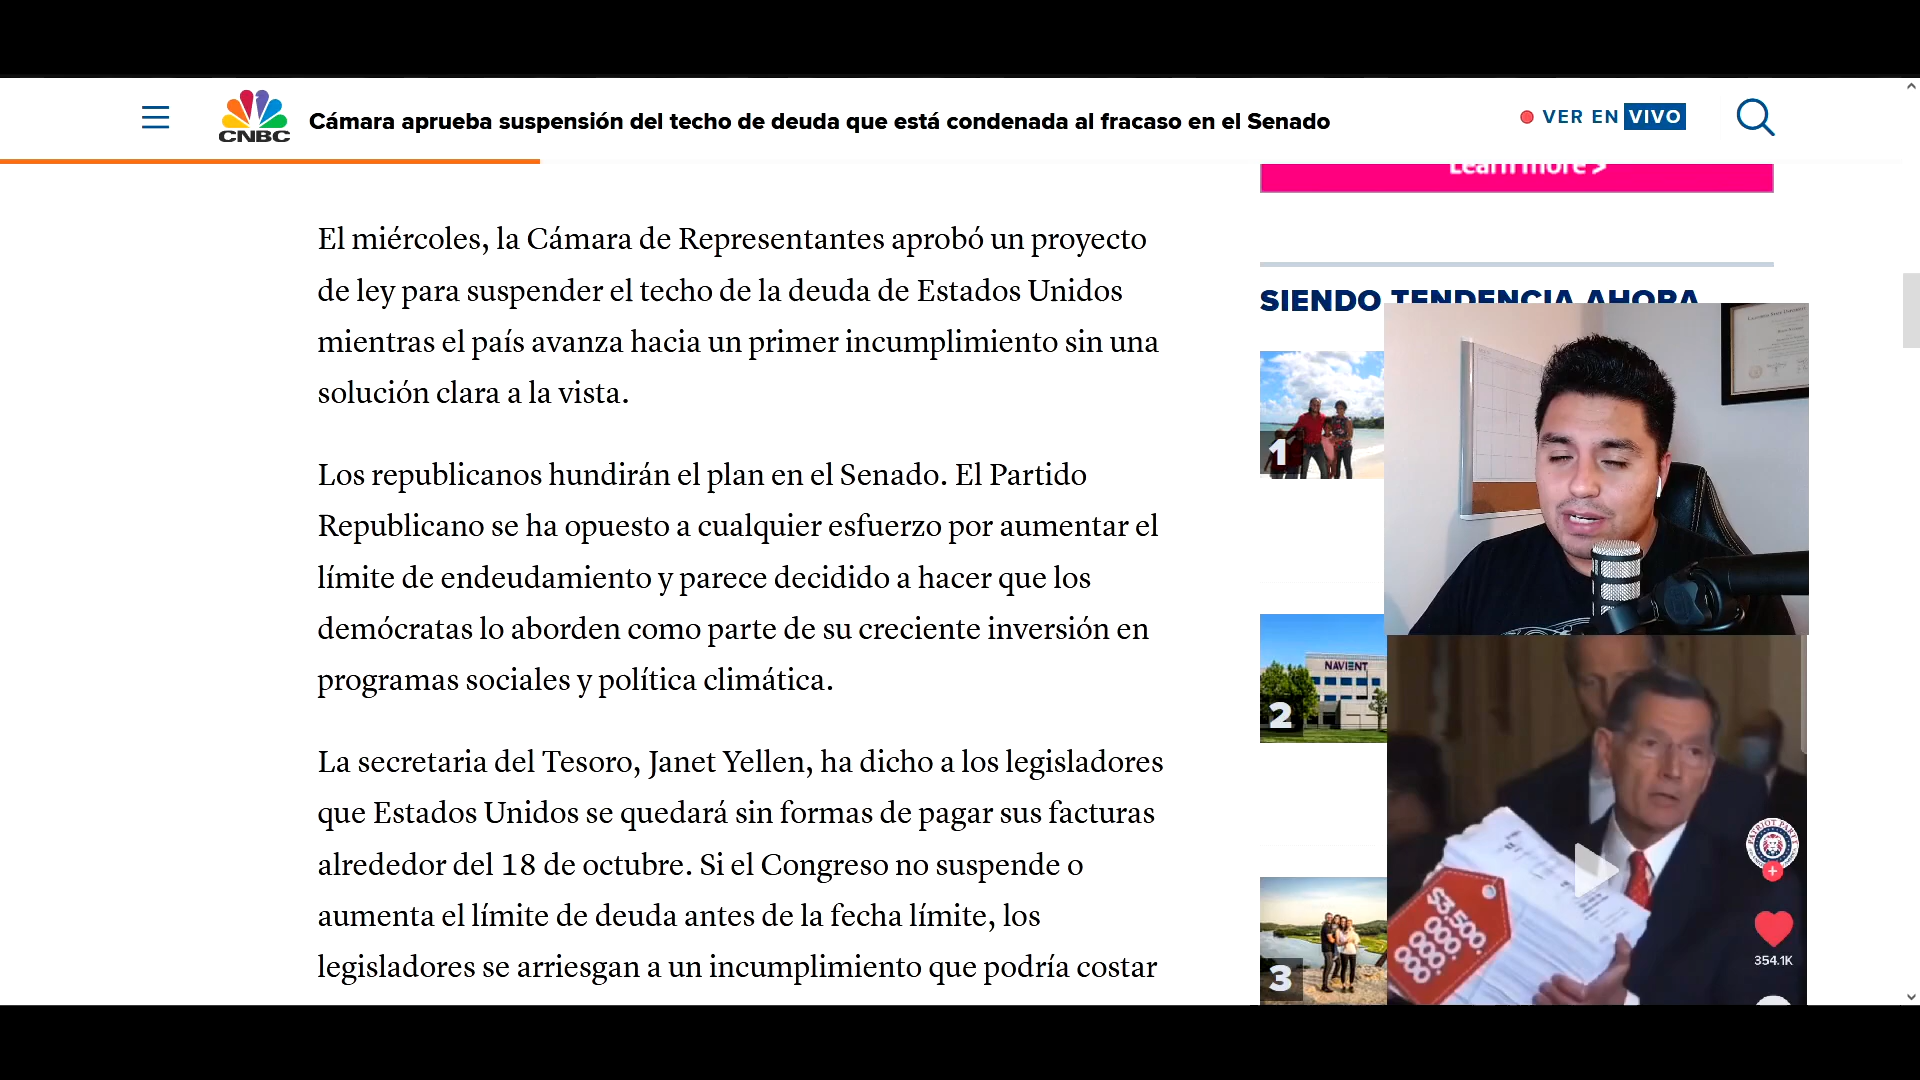 CNBC
Cámara aprueba suspensión del techo de deuda que está condenada al fracaso en el Senado
VER EN VIVO
Learn more >
El miércoles, la Cámara de Representantes aprobó un proyecto
de ley para suspender el techo de la deuda de Estados Unidos
mientras el país avanza hacia un primer incumplimiento sin una
solución clara a la vista.
Los republicanos hundirán el plan en el Senado. El Partido
Republicano se ha opuesto a cualquier esfuerzo por aumentar el
límite de endeudamiento y parece decidido a hacer que los
demócratas lo aborden como parte de su creciente inversión en
programas sociales y política climática.
La secretaria del Tesoro, Janet Yellen, ha dicho a los legisladores
que Estados Unidos se quedará sin formas de pagar sus facturas
alrededor del 18 de octubre. Si el Congreso no suspende o
aumenta el límite de deuda antes de la fecha límite, los
legisladores se arriesgan a un incumplimiento que podría costar
SIENDO TENDENCIA AHORA
1
NAVIENT
2
3
PATRIOT PARTY
354.1K